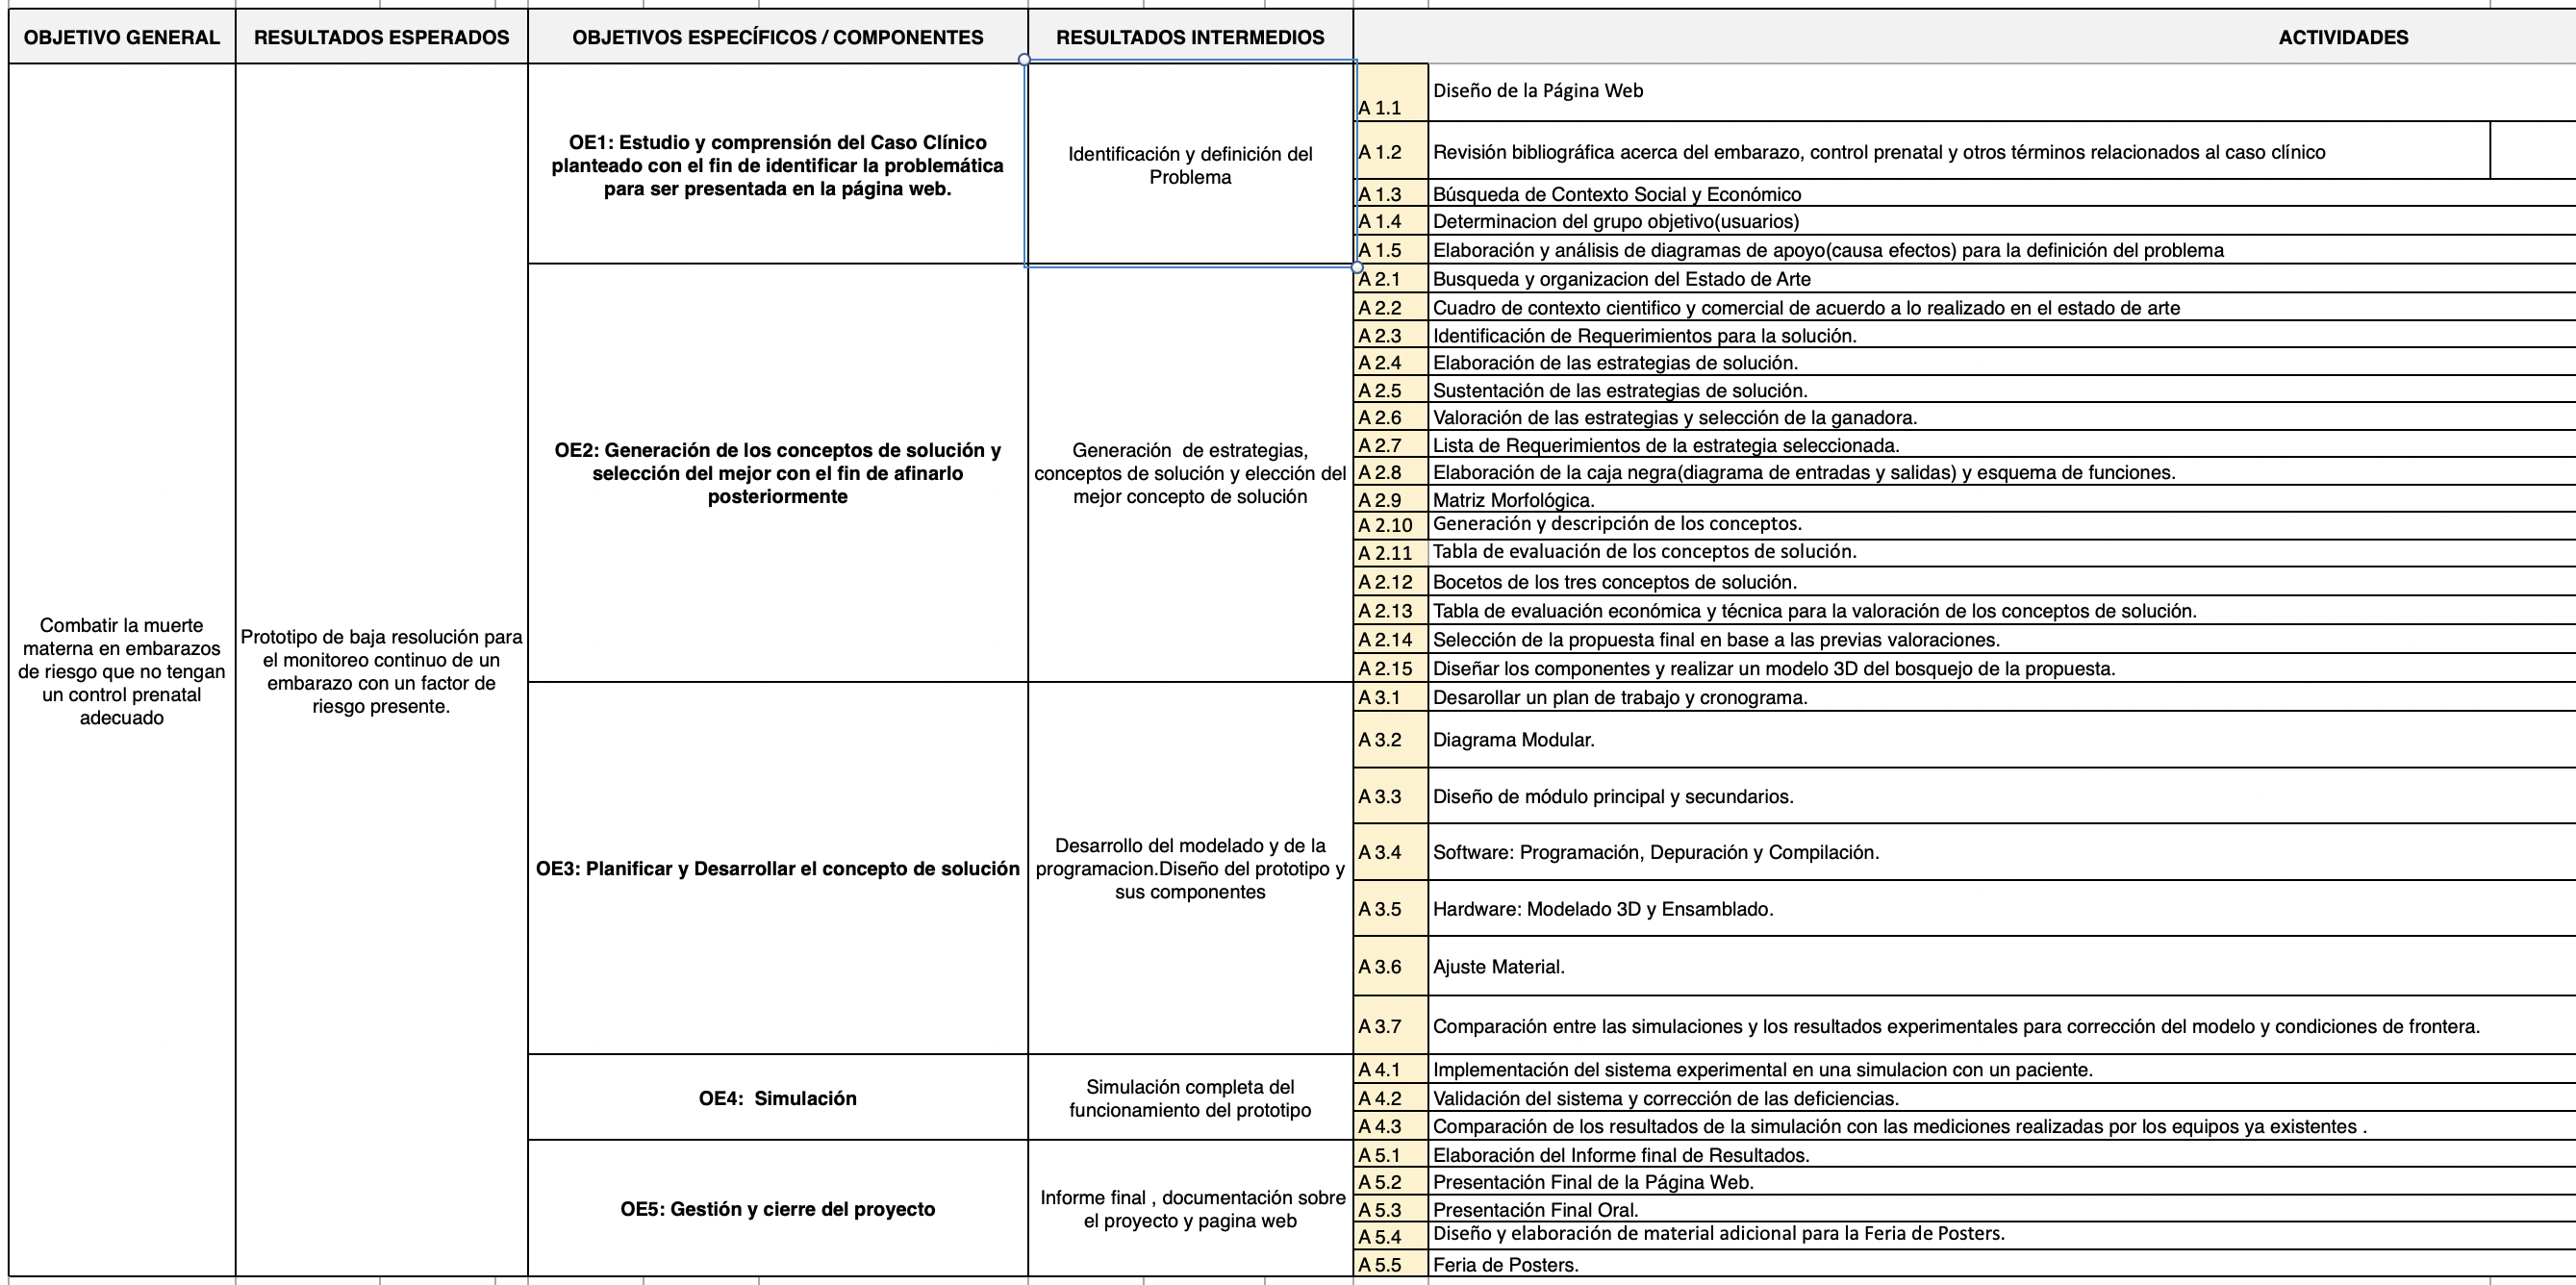 OBJETIVO GENERAL
RESULTADOS ESPERADOS
OBJETIVOS ESPECÍFICOS / COMPONENTES
RESULTADOS INTERMEDIOS
ACTIVIDADES
Combatir la muerte
materna en embarazos
de riesgo que no tengan
un control prenatal
adecuado
Prototipo de baja resolución para
el monitoreo continuo de un
embarazo con un factor de
riesgo presente.
OE1: Estudio y comprensión del Caso Clínico
planteado con el fin de identificar la problemática
para ser presentada en la página web.
Identificación y definición del
Problema
A 1.1 Diseño de la Página Web
A 1.2 Revisión bibliográfica acerca del embarazo, control prenatal y otros términos relacionados al caso clínico
A 1.3 Búsqueda de Contexto Social y Económico
A 1.4 Determinacion del grupo objetivo(usuarios)
A 1.5 Elaboración y análisis de diagramas de apoyo(causa efectos) para la definición del problema
OE2: Generación de los conceptos de solución y
selección del mejor con el fin de afinarlo
posteriormente
Generación  de estrategias,
conceptos de solución y elección del
mejor concepto de solución
A 2.1 Busqueda y organizacion del Estado de Arte
A 2.2 Cuadro de contexto cientifico y comercial de acuerdo a lo realizado en el estado de arte
A 2.3 Identificación de Requerimientos para la solución.
A 2.4 Elaboración de las estrategias de solución.
A 2.5 Sustentación de las estrategias de solución.
A 2.6 Valoración de las estrategias y selección de la ganadora.
A 2.7 Lista de Requerimientos de la estrategia seleccionada.
A 2.8 Elaboración de la caja negra(diagrama de entradas y salidas) y esquema de funciones.
A 2.9 Matriz Morfológica.
A 2.10 Generación y descripción de los conceptos.
A 2.11 Tabla de evaluación de los conceptos de solución.
A 2.12 Bocetos de los tres conceptos de solución.
A 2.13 Tabla de evaluación económica y técnica para la valoración de los conceptos de solución.
A 2.14 Selección de la propuesta final en base a las previas valoraciones.
A 2.15 Diseñar los componentes y realizar un modelo 3D del bosquejo de la propuesta.
OE3: Planificar y Desarrollar el concepto de solución
Desarrollo del modelado y de la
programacion.Diseño del prototipo y
sus componentes
A 3.1 Desarollar un plan de trabajo y cronograma.
A 3.2 Diagrama Modular.
A 3.3 Diseño de módulo principal y secundarios.
A 3.4 Software: Programación, Depuración y Compilación.
A 3.5 Hardware: Modelado 3D y Ensamblado.
A 3.6 Ajuste Material.
A 3.7 Comparación entre las simulaciones y los resultados experimentales para corrección del modelo y condiciones de frontera.
OE4:  Simulación
Simulación completa del
funcionamiento del prototipo
A 4.1 Implementación del sistema experimental en una simulacion con un paciente.
A 4.2 Validación del sistema y corrección de las deficiencias.
A 4.3 Comparación de los resultados de la simulación con las mediciones realizadas por los equipos ya existentes .
OE5: Gestión y cierre del proyecto
Informe final , documentación sobre
el proyecto y pagina web
A 5.1 Elaboración del Informe final de Resultados.
A 5.2 Presentación Final de la Página Web.
A 5.3 Presentación Final Oral.
A 5.4 Diseño y elaboración de material adicional para la Feria de Posters.
A 5.5 Feria de Posters.